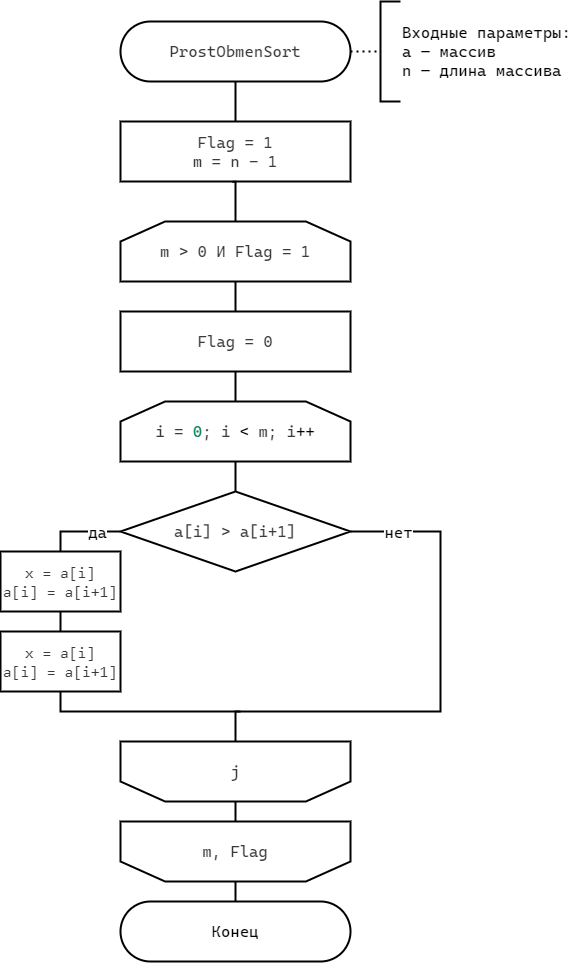 ProstObmenSort
Входные параметры:
a – массив
n – длина массива
Flag = 1
m = n – 1
m > 0 И Flag = 1
Flag = 0
i = 0; i < m; i++
a[i] > a[i+1]
да
нет
x = a[i]
a[i] = a[i+1]
x = a[i]
a[i] = a[i+1]
j
m, Flag
Конец